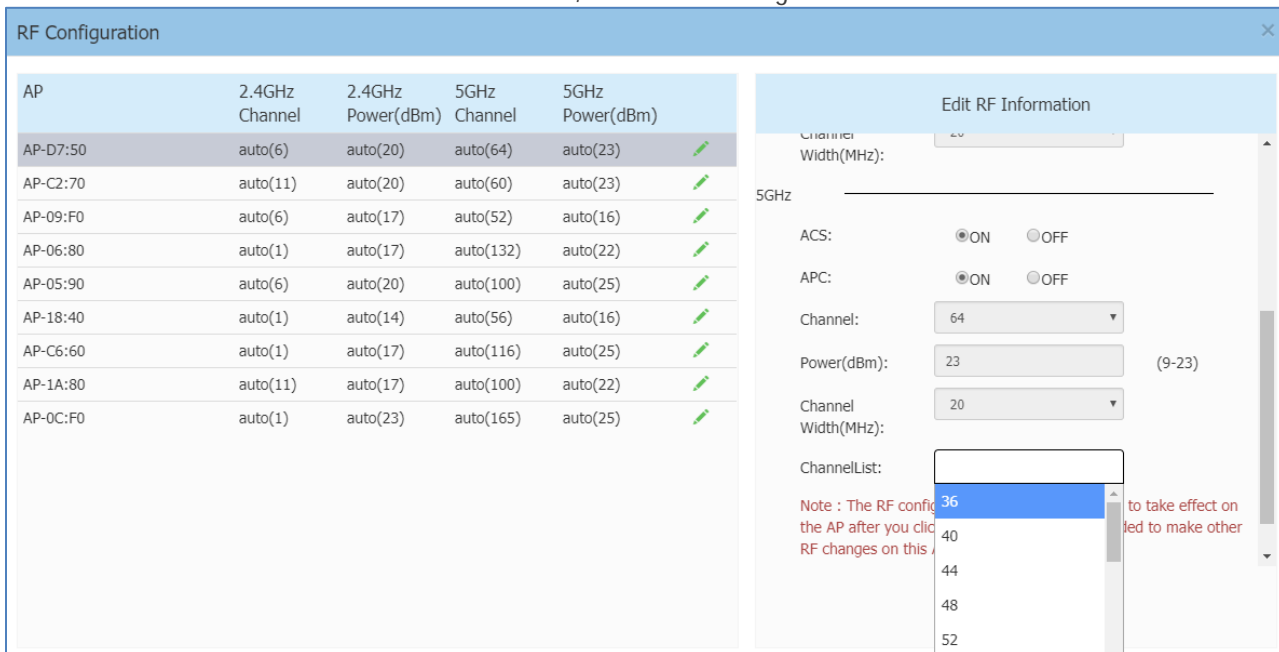 RF Configuration
AP 2.4GHz Channel 2.4GHz Power(dBm) 5GHz Channel 5GHz Power(dBm)
AP-D7:50 auto(6) auto(20) auto(64) auto(23)
AP-C2:70 auto(11) auto(20) auto(60) auto(23)
AP-09:F0 auto(6) auto(17) auto(52) auto(16)
AP-06:80 auto(1) auto(17) auto(132) auto(22)
AP-05:90 auto(6) auto(20) auto(100) auto(25)
AP-18:40 auto(1) auto(14) auto(56) auto(16)
AP-C6:60 auto(1) auto(17) auto(116) auto(25)
AP-1A:80 auto(11) auto(17) auto(100) auto(22)
AP-0C:F0 auto(1) auto(23) auto(165) auto(25)
Edit RF Information
Channel 20
Width(MHz):
5GHz
ACS: ON OFF
APC: ON OFF
Channel: 64
Power(dBm): 23 (9-23)
Channel 20
Width(MHz):
ChannelList:
36
40
44
48
52
Note : The RF to take effect on
the AP after you to make other
RF changes on this